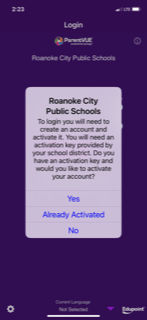 2:23
Login
ParentVUE
Roanoke City Public Schools
Roanoke City
Public Schools
To login you will need to
create an account and
activate it. You will need an
activation key provided by
your school district. Do you
have an activation key and
would you like to activate
your account?
Yes
Already Activated
No
Current Language
Not Selected
Edupoint